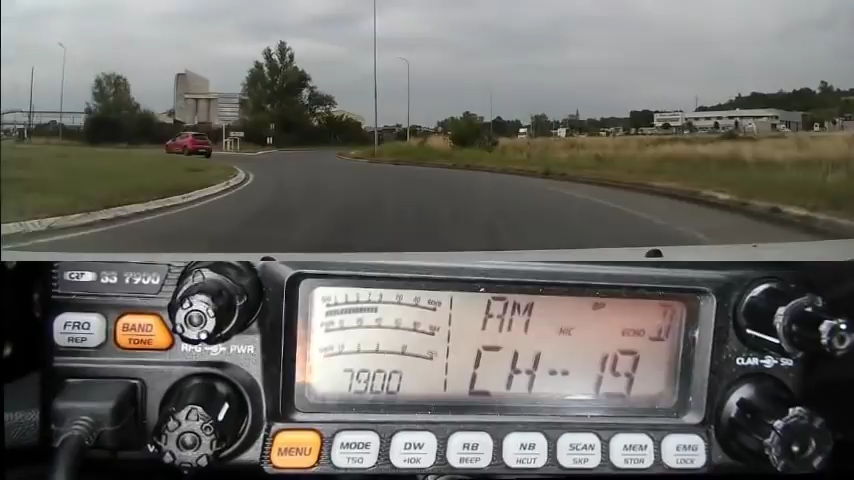 CRT SS 7900
FRQ
REP
BAND
TONE
RFG PWR
7900
AM
MIC
ECHO
CH--19
CLAR SQ
MENU
MODE
TSQ
DW
+10K
RB
BEEP
NB
HCUT
SCAN
SKP
MEM
STOR
EMG
LOCK